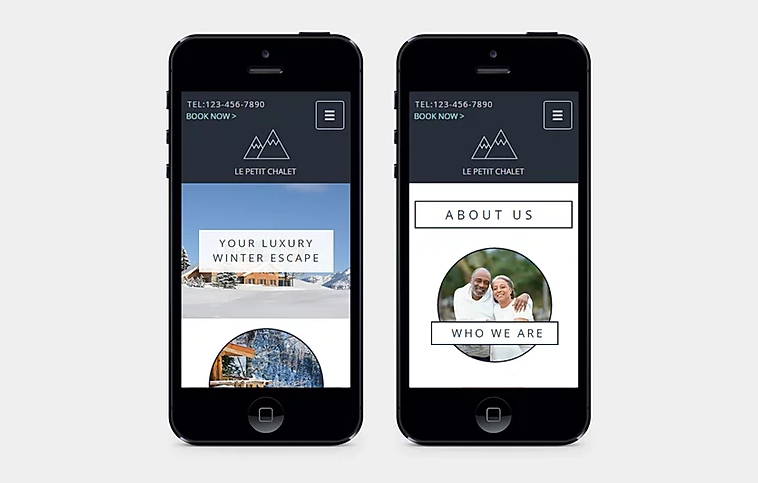 TEL:123-456-7890
BOOK NOW >
LE PETIT CHALET
YOUR LUXURY
WINTER ESCAPE
TEL:123-456-7890
BOOK NOW >
LE PETIT CHALET
ABOUT US
WHO WE ARE